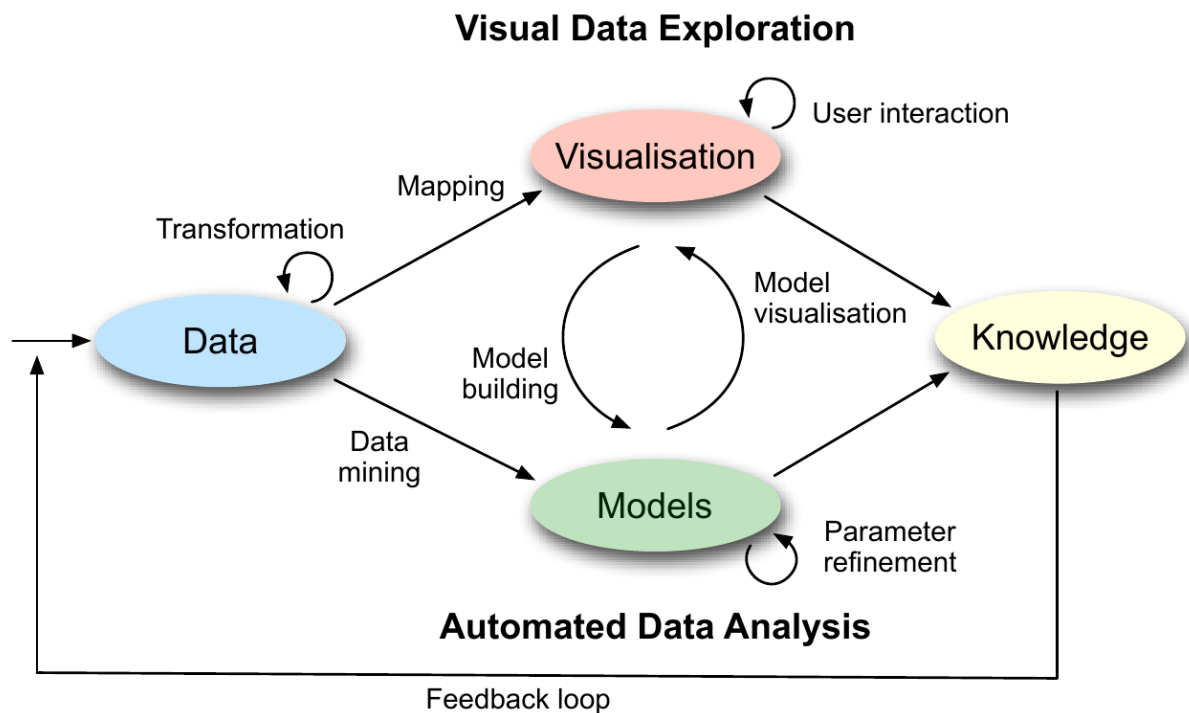 Visual Data Exploration
User interaction
Visualisation
Mapping
Transformation
Model
visualisation
Data
Knowledge
Model
building
Data
mining
Models
Parameter
refinement
Automated Data Analysis
Feedback loop